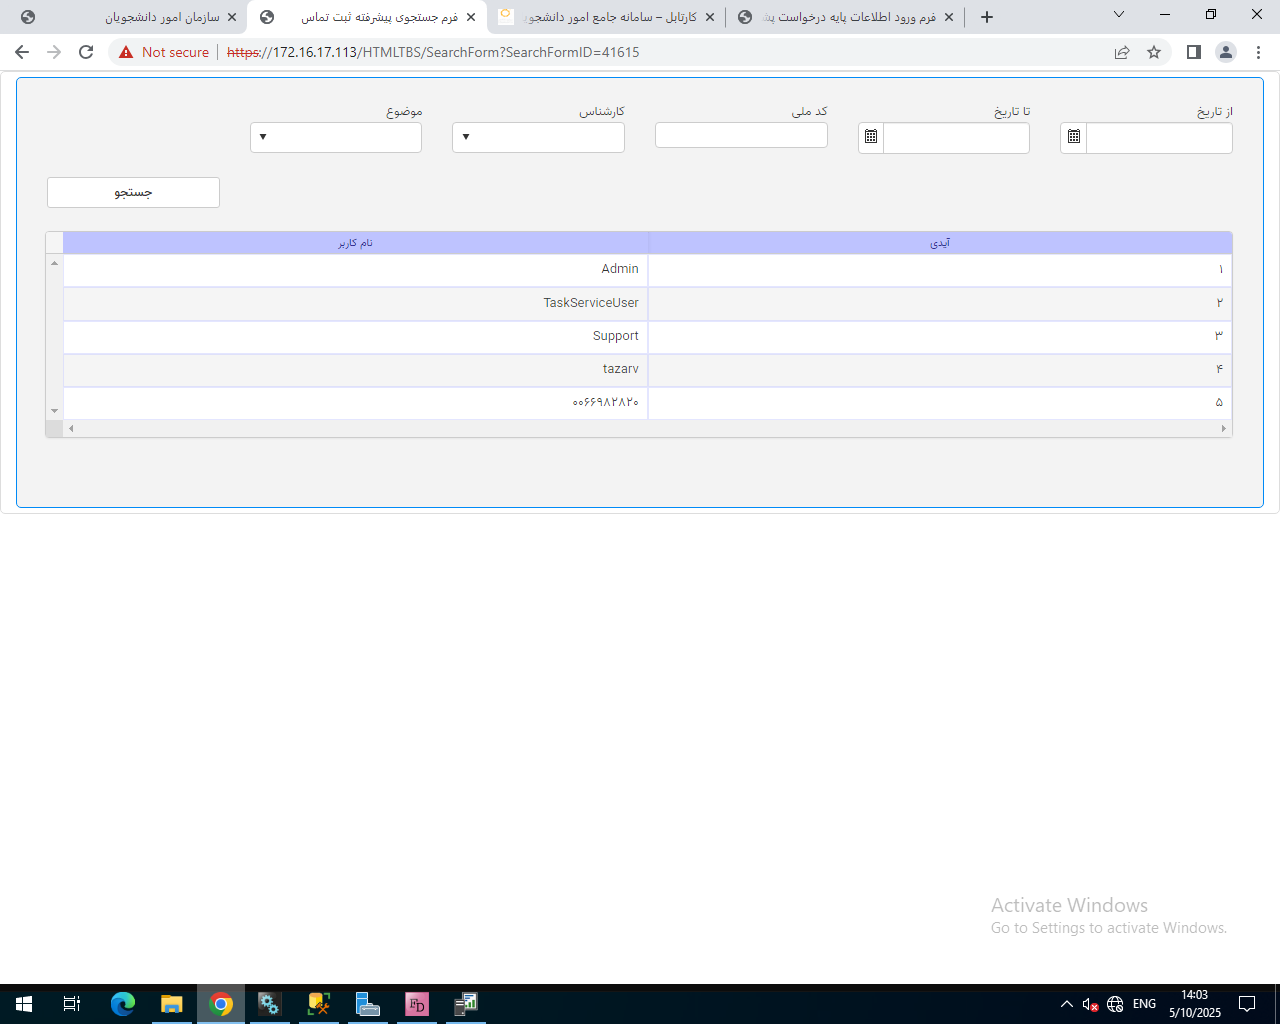 سازمان امور دانشجویان
فرم جستجوی پیشرفته ثبت تماس
کارتابل – سامانه جامع امور دانشجو
فرم ورود اطلاعات پایه درخواست
Not secure
https://172.16.17.113/HTMLTBS/SearchForm?SearchFormID=41615
از تاریخ
تا تاریخ
کد ملی
کارشناس
موضوع
جستجو
آیدی نام کاربر
۱ Admin
۲ TaskServiceUser
۳ Support
۴ tazarv
۵ ۰۰۶۶۹۸۲۸۲۰
Activate Windows
Go to Settings to activate Windows.
FD
ENG
14:03
5/10/2025